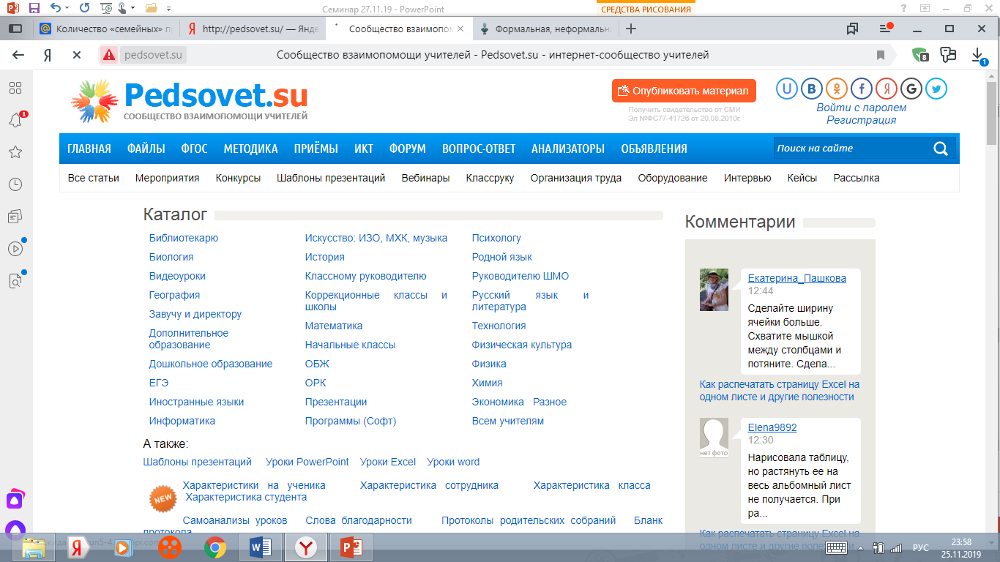 Семинар 27.11.19 - PowerPoint
СРЕДСТВА РИСОВАНИЯ
Количество «семейных» п
http://pedsovet.su/ — Янде
Сообщество взаимопом
Формальная, неформальна
pedsovet.su
Сообщество взаимопомощи учителей - Pedsovet.su - интернет-сообщество учителей
8
1
1
Pedsovet.su
СООБЩЕСТВО ВЗАИМОПОМОЩИ УЧИТЕЛЕЙ
Опубликовать материал
Получить свидетельство от СМИ
Эл №ФС77-41726 от 20.08.2010г.
Войти с паролем
Регистрация
ГЛАВНАЯ ФАЙЛЫ ФГОС МЕТОДИКА ПРИЁМЫ ИКТ ФОРУМ ВОПРОС-ОТВЕТ АНАЛИЗАТОРЫ ОБЪЯВЛЕНИЯ
Поиск на сайте
Все статьи Мероприятия Конкурсы Шаблоны презентаций Вебинары Классруку Организация труда Оборудование Интервью Кейсы Рассылка
Каталог
Библиотекарю
Биология
Видеоуроки
География
Завучу и директору
Дополнительное
образование
Дошкольное образование
ЕГЭ
Иностранные языки
Информатика
Искусство: ИЗО, МХК, музыка
История
Классному руководителю
Коррекционные классы и
школы
Математика
Начальные классы
ОБЖ
ОРК
Презентации
Программы (Софт)
Психологу
Родной язык
Руководителю ШМО
Русский язык и
литература
Технология
Физическая культура
Физика
Химия
Экономика Разное
Всем учителям
А также:
Шаблоны презентаций Уроки PowerPoint Уроки Excel Уроки word
NEW
Характеристики на ученика Характеристика сотрудника Характеристика класса
Характеристика студента
Самоанализы уроков Слова благодарности Протоколы родительских собраний Бланк
протокола
Комментарии
Екатерина_Пашкова
12:44
Сделайте ширину
ячейки больше.
Схватите мышкой
между столбцами и
потяните. Сдела...
Как распечатать страницу Excel на
одном листе и другие полезности
нет фото
Elena9892
12:30
Нарисовала таблицу,
но растянуть ее на
весь альбомный лист
не получается. При
ра...
Как распечатать страницу Excel на
РУС
23:58
25.11.2019